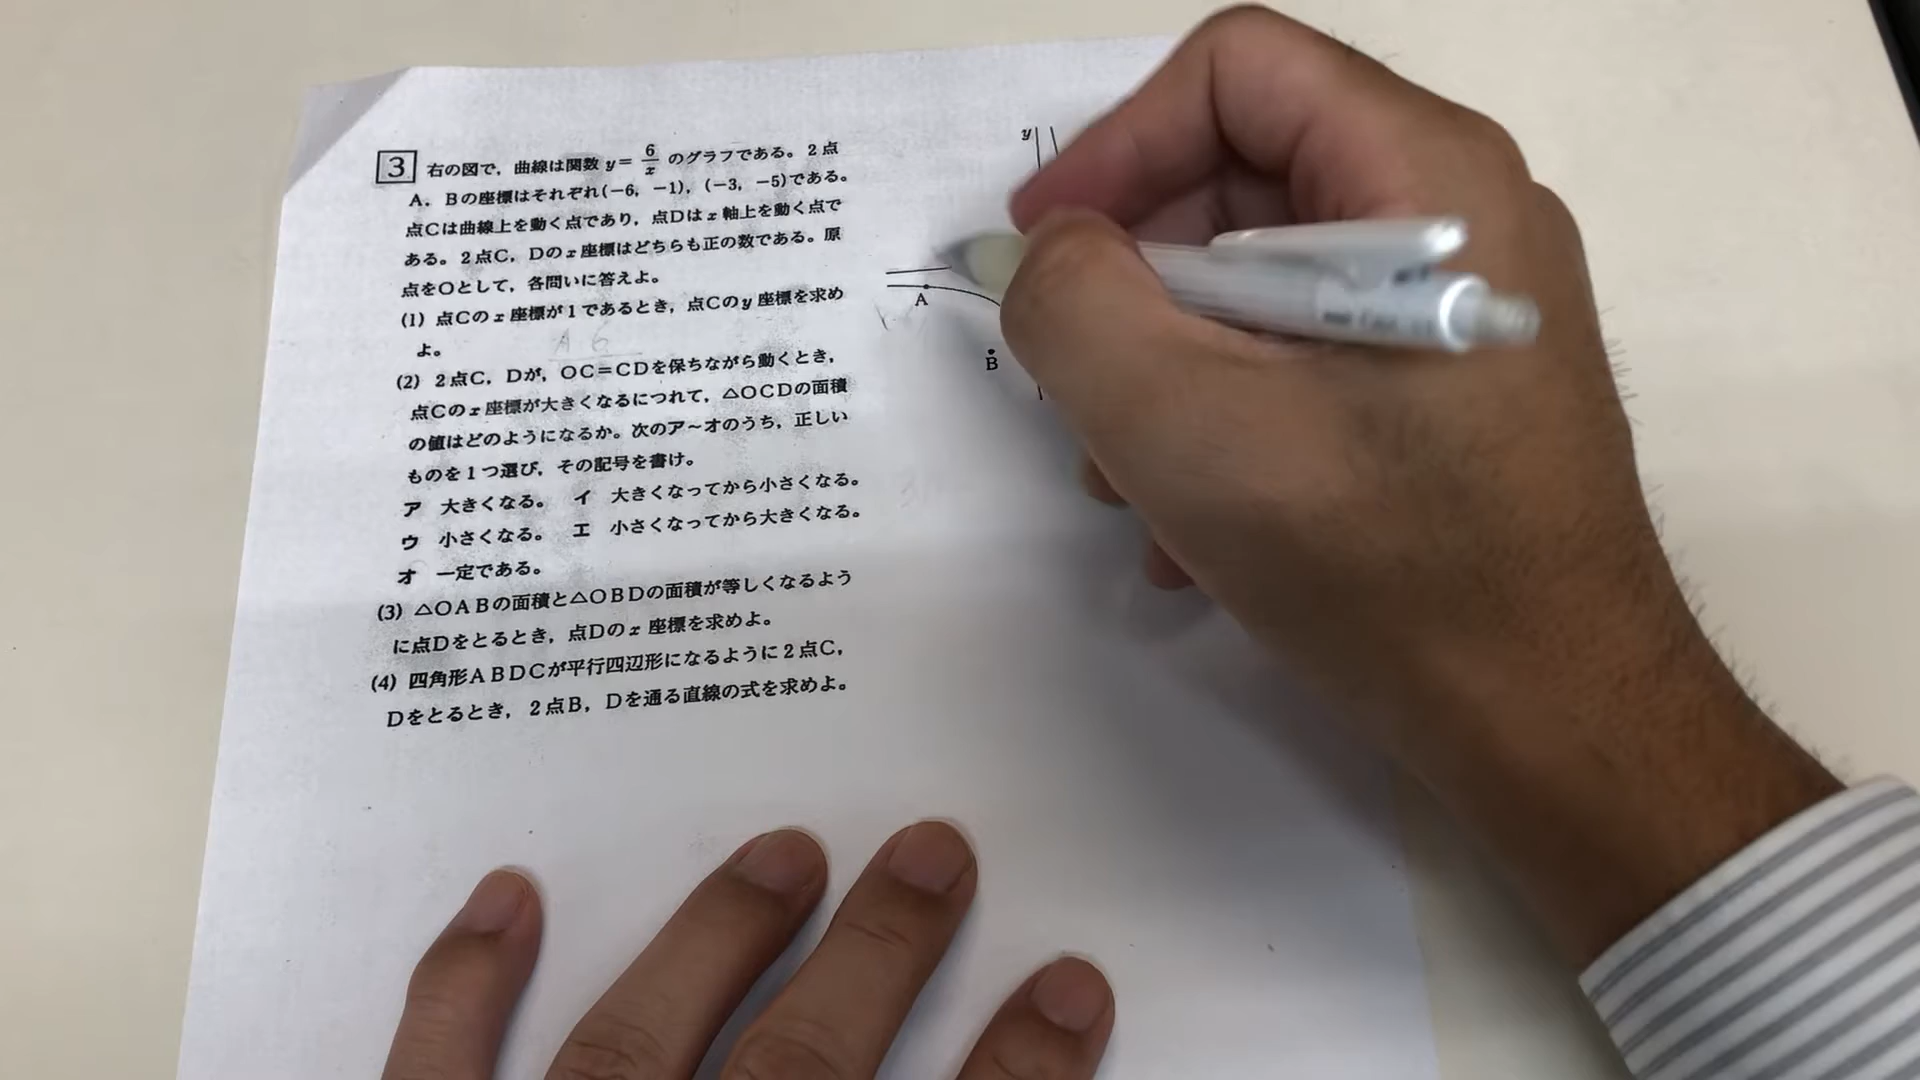 3 右の図で，曲線は関数 y＝6/x のグラフである。2点
A，Bの座標はそれぞれ(−6，−1)，(−3，−5)である。
点Cは曲線上を動く点であり，点Dはx軸上を動く点で
ある。2点C，Dのx座標はどちらも正の数である。原
点をOとして，各問いに答えよ。
(1) 点Cのx座標が1であるとき，点Cのy座標を求め
よ。
A 6
(2) 2点C，Dが，OC＝CDを保ちながら動くとき，
点Cのx座標が大きくなるにつれて，△OCDの面積
の値はどのようになるか。次のア～オのうち，正しい
ものを1つ選び，その記号を書け。
ア 大きくなる。 イ 大きくなってから小さくなる。
ウ 小さくなる。 エ 小さくなってから大きくなる。
オ 一定である。
(3) △OABの面積と△OBDの面積が等しくなるよう
に点Dをとるとき，点Dのx座標を求めよ。
(4) 四角形ABDCが平行四辺形になるように2点C，
Dをとるとき，2点B，Dを通る直線の式を求めよ。
y
A
B